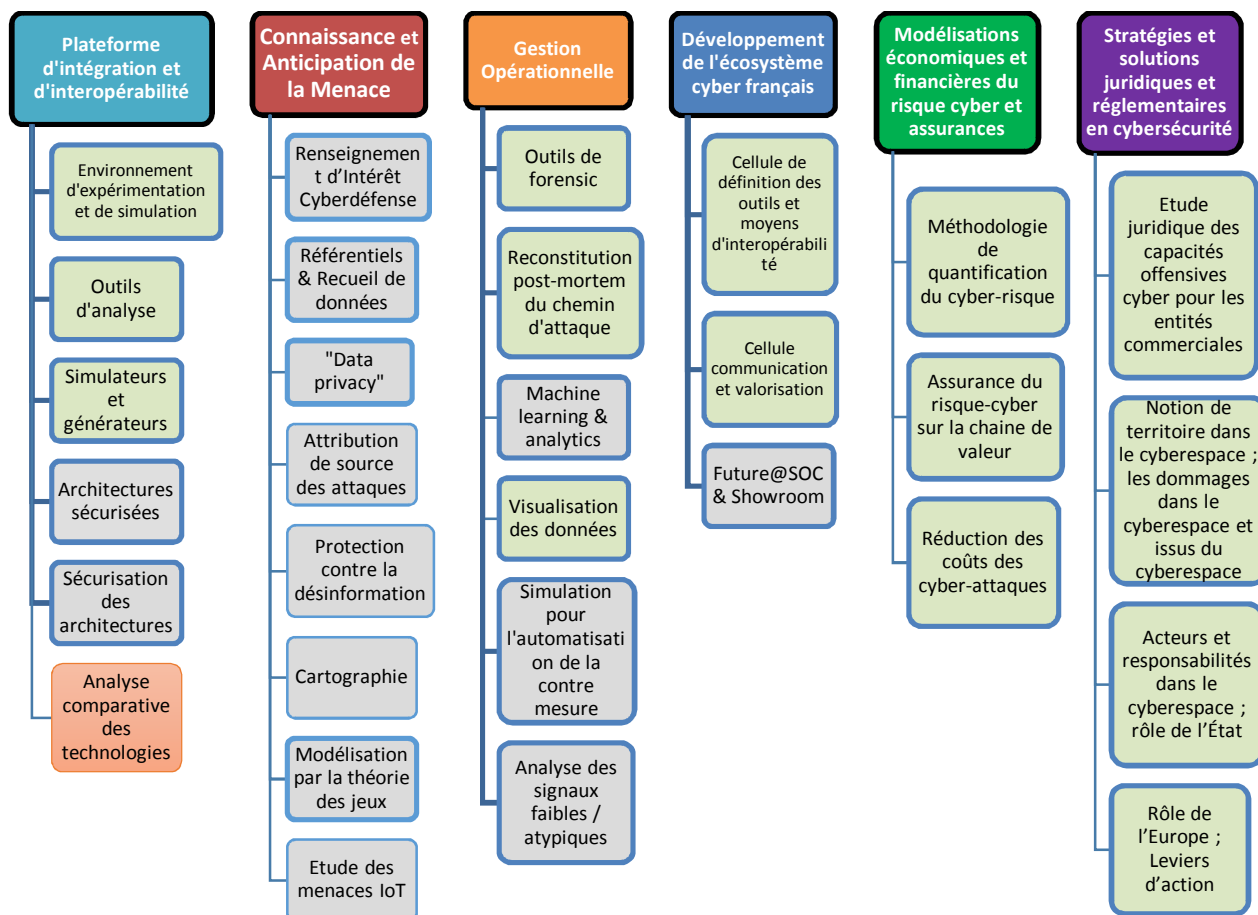 Plateforme
d'intégration et
d'interopérabilité
Environnement
d'expérimentation
et de simulation
Outils
d'analyse
Simulateurs
et
générateurs
Architectures
sécurisées
Sécurisation
des
architectures
Analyse
comparative
des
technologies
Connaissance et
Anticipation de
la Menace
Renseignemen
t d'Intérêt
Cyberdéfense
Référentiels
& Recueil de
données
"Data
privacy"
Attribution
de source
des attaques
Protection
contre la
désinformation
Cartographie
Modélisation
par la théorie
des jeux
Etude des
menaces IoT
Gestion
Opérationnelle
Outils de
forensic
Reconstitution
post-mortem
du chemin
d'attaque
Machine
learning &
analytics
Visualisation
des données
Simulation
pour
l'automatisati
on de la
contre
mesure
Analyse des
signaux
faibles /
atypiques
Développement
de l'écosystème
cyber français
Cellule de
définition des
outils et
moyens
d'interopérabili
té
Cellule
communication
et valorisation
Future@SOC
& Showroom
Modélisations
économiques et
financières du
risque cyber et
assurances
Méthodologie
de
quantification
du cyber-risque
Assurance du
risque-cyber
sur la chaine de
valeur
Réduction des
coûts des
cyber-attaques
Stratégies et
solutions
juridiques et
réglementaires
en cybersécurité
Etude
juridique des
capacités
offensives
cyber pour les
entités
commerciales
Notion de
territoire dans
le cyberespace ;
les dommages
dans le
cyberespace et
issus du
cyberespace
Acteurs et
responsabilités
dans le
cyberespace ;
rôle de l'État
Rôle de
l'Europe ;
Leviers
d'action